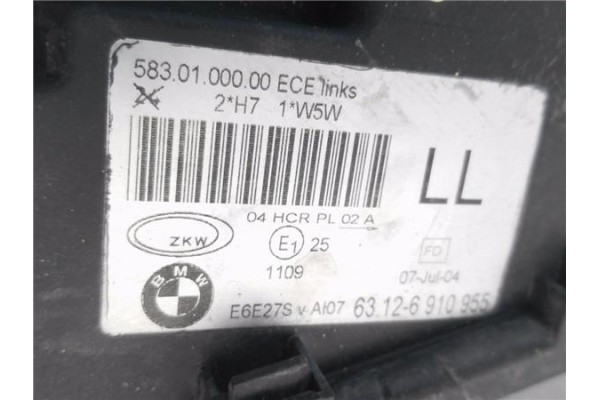 583.01.000.00 ECE links
2*H7 1*W5W
LL
04 HCR PL 02 A
ZKW
E1 25
FD
1109
07-Jul-04
BMW
E6E27S v AI07 63.12-6 910 955